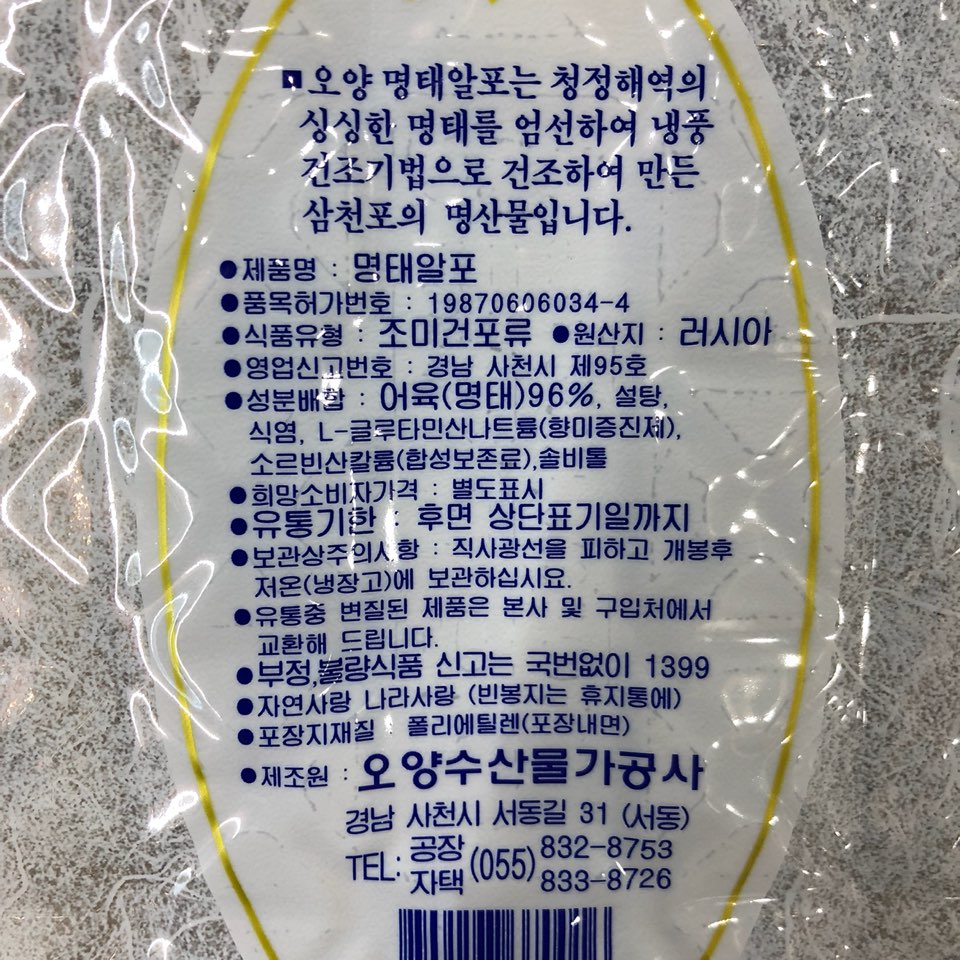 오양 명태알포는 청정해역의
싱싱한 명태를 엄선하여 냉풍
건조기법으로 건조하여 만든
삼천포의 명산물입니다.
●제품명 : 명태알포
●품목허가번호 : 19870606034-4
●식품유형 : 조미건포류 ●원산지 : 러시아
●영업신고번호 : 경남 사천시 제95호
●성분배합 : 어육(명태)96%, 설탕,
식염, L-글루타민산나트륨(향미증진제),
소르빈산칼륨(합성보존료),솔비톨
●희망소비자가격 : 별도표시
●유통기한 : 후면 상단표기일까지
●보관상주의사항 : 직사광선을 피하고 개봉후
저온(냉장고)에 보관하십시요.
●유통중 변질된 제품은 본사 및 구입처에서
교환해 드립니다.
●부정,불량식품 신고는 국번없이 1399
●자연사랑 나라사랑 (빈봉지는 휴지통에)
●포장지재질 : 폴리에틸렌(포장내면)
●제조원 : 오양수산물가공사
경남 사천시 서동길 31 (서동)
TEL: 공장 (055) 832-8753
자택 833-8726